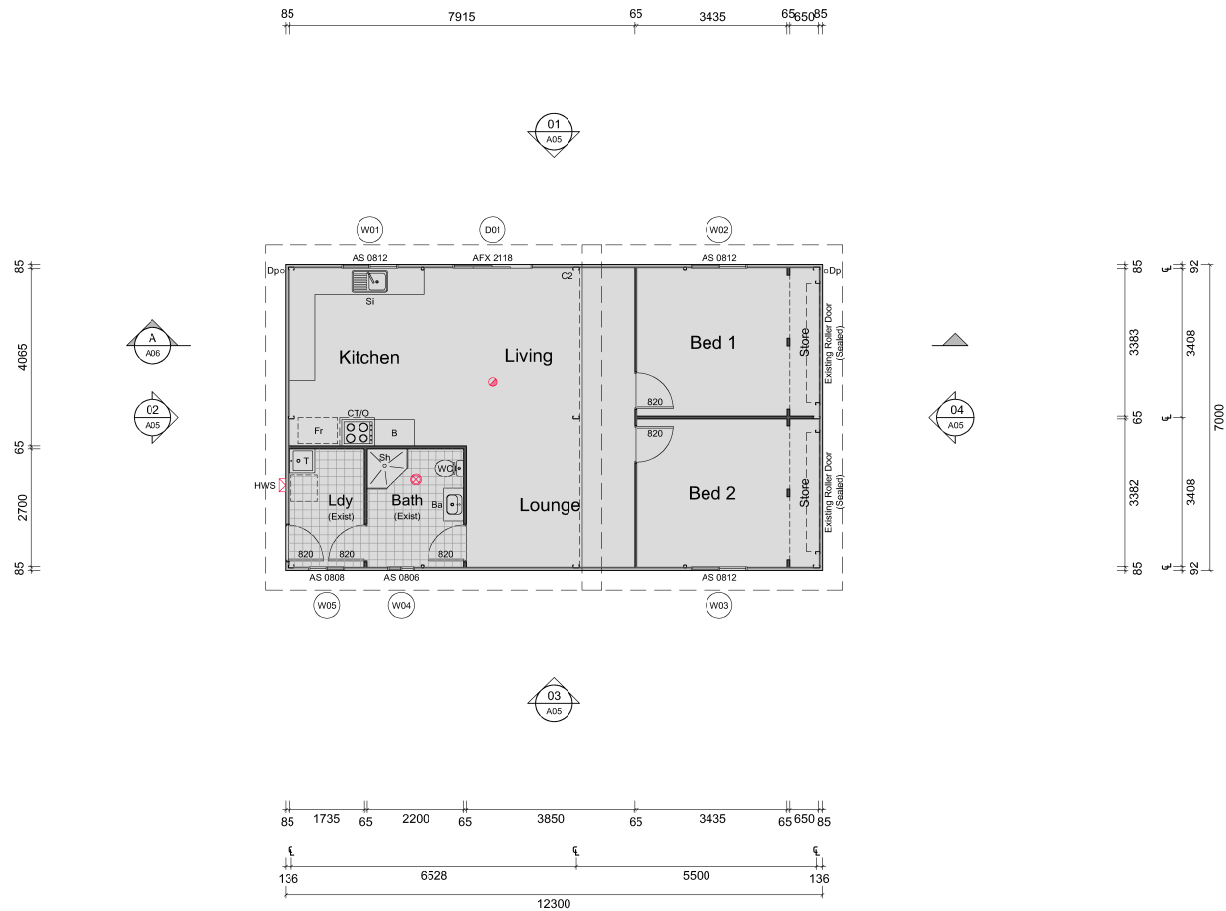 85 7915 65 3435 65 650 85
01
A05
W01 D01 W02
AS 0812 AFX 2118 AS 0812
Dp C2 Dp
Si
85 4065 65 2700 85
A
A06
02
A05
Kitchen Living Bed 1
Store
Existing Roller Door
(Sealed)
820
CT/O
Fr B
820
04
A05
T Sh WC
HWS
Ldy
(Exist)
Bath
(Exist)
Ba
Lounge Bed 2
Store
Existing Roller Door
(Sealed)
820 820 820
AS 0808 AS 0806 AS 0812
W05 W04 W03
85 3383 65 3382 85
92 3408 3408 92
7000
03
A05
85 1735 65 2200 65 3850 65 3435 65 650 85
136 6528 5500 136
12300